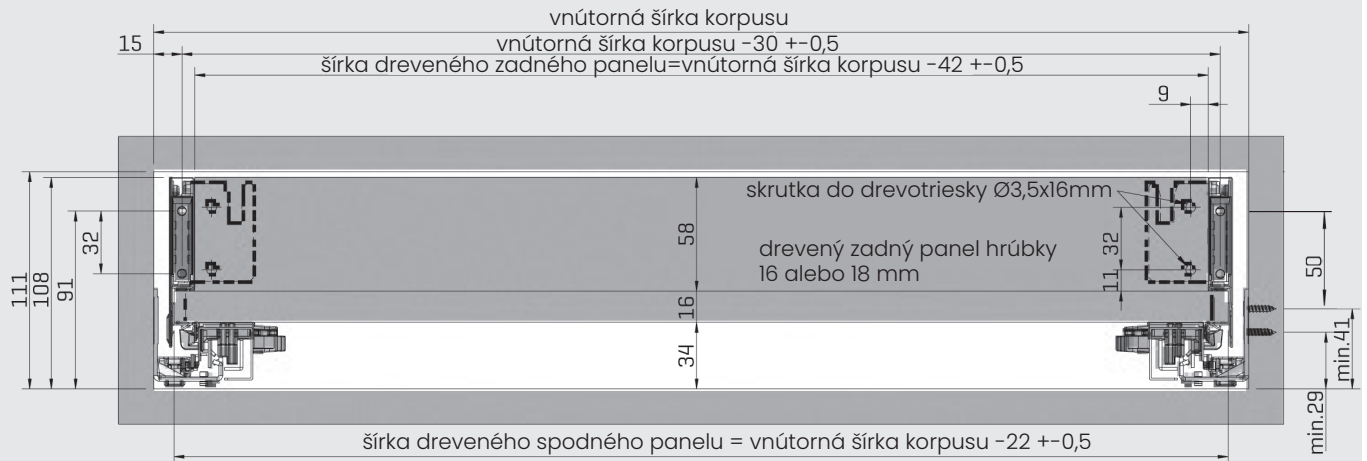 vnútorná šírka korpusu
15
vnútorná šírka korpusu -30 +-0,5
šírka dreveného zadného panelu=vnútorná šírka korpusu -42 +-0,5
9
skrutka do drevotriesky Ø3,5x16mm
drevený zadný panel hrúbky
16 alebo 18 mm
111
108
91
32
58
16
34
32
11
50
min.41
min.29
šírka dreveného spodného panelu = vnútorná šírka korpusu -22 +-0,5